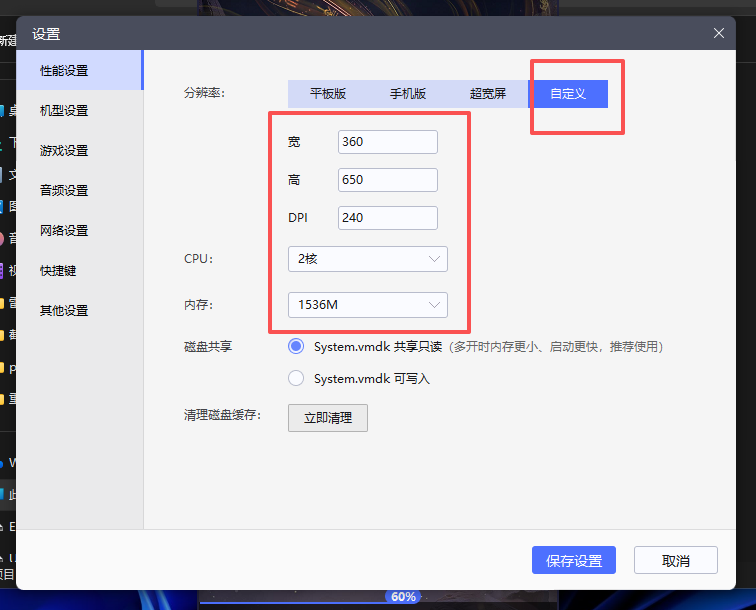 设置
新建
性能设置
机型设置
游戏设置
音频设置
网络设置
快捷键
其他设置
分辨率:
平板版
手机版
超宽屏
自定义
宽
360
高
650
DPI
240
CPU:
2核
内存:
1536M
磁盘共享
System.vmdk 共享只读 (多开时内存更小、启动更快，推荐使用)
System.vmdk 可写入
清理磁盘缓存:
立即清理
保存设置
取消
项目
60%